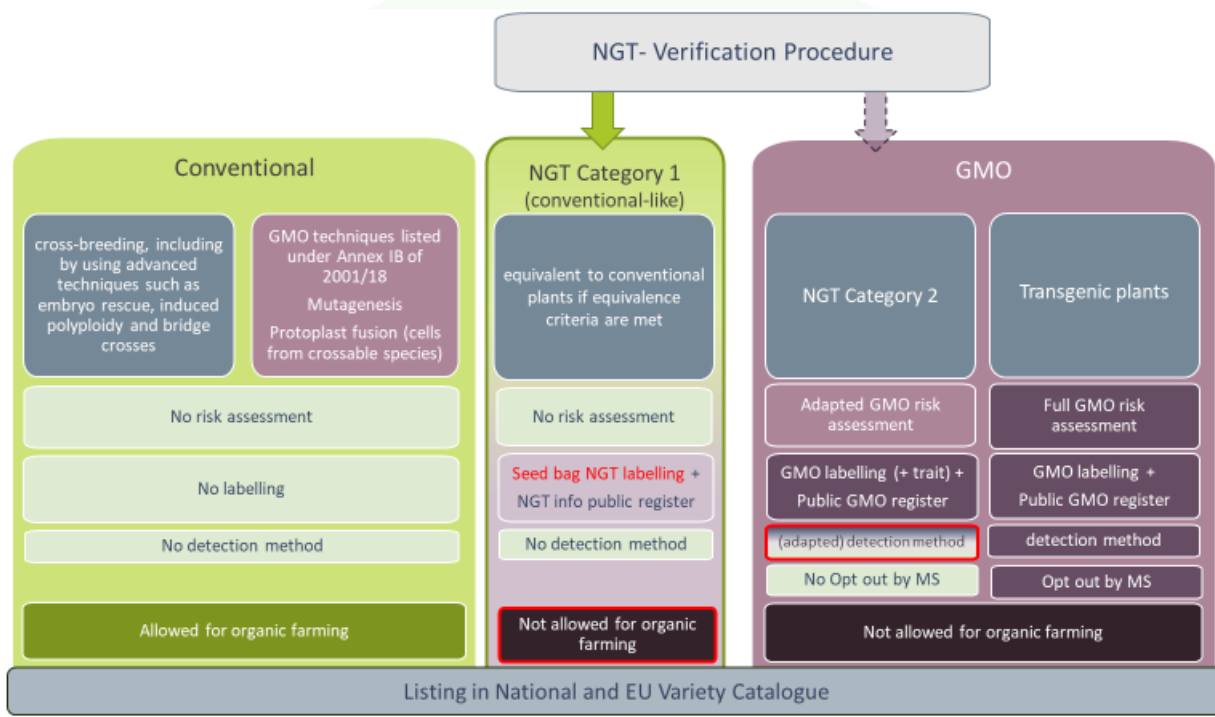 NGT- Verification Procedure
Conventional
cross-breeding, including
by using advanced
techniques such as
embryo rescue, induced
polyploidy and bridge
crosses
GMO techniques listed
under Annex IB of
2001/18
Mutagenesis
Protoplast fusion (cells
from crossable species)
No risk assessment
No labelling
No detection method
Allowed for organic farming
NGT Category 1
(conventional-like)
equivalent to conventional
plants if equivalence
criteria are met
No risk assessment
Seed bag NGT labelling +
NGT info public register
No detection method
Not allowed for organic
farming
GMO
NGT Category 2
Transgenic plants
Adapted GMO risk
assessment
Full GMO risk
assessment
GMO labelling (+ trait) +
Public GMO register
GMO labelling +
Public GMO register
(adapted) detection method
detection method
No Opt out by MS
Opt out by MS
Not allowed for organic farming
Listing in National and EU Variety Catalogue